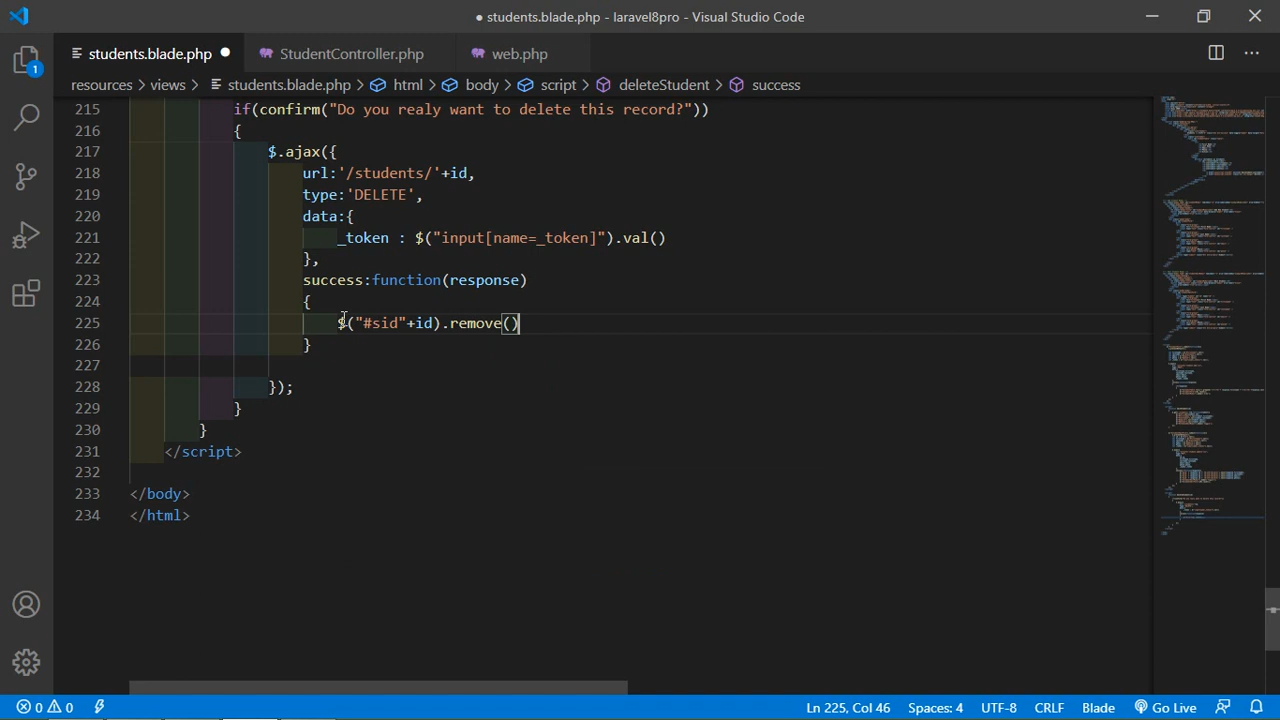 ● students.blade.php - laravel8pro - Visual Studio Code
students.blade.php ● StudentController.php web.php
resources > views > students.blade.php > html > body > script > deleteStudent > success
1
215 if(confirm("Do you realy want to delete this record?"))
216 {
217 $.ajax({
218 url:'/students/'+id,
219 type:'DELETE',
220 data:{
221 _token : $("input[name=_token]").val()
222 },
223 success:function(response)
224 {
225 $("#sid"+id).remove()
226 }
227
228 });
229 }
230 }
231 </script>
232
233 </body>
234 </html>
0 0 Ln 225, Col 46 Spaces: 4 UTF-8 CRLF Blade Go Live